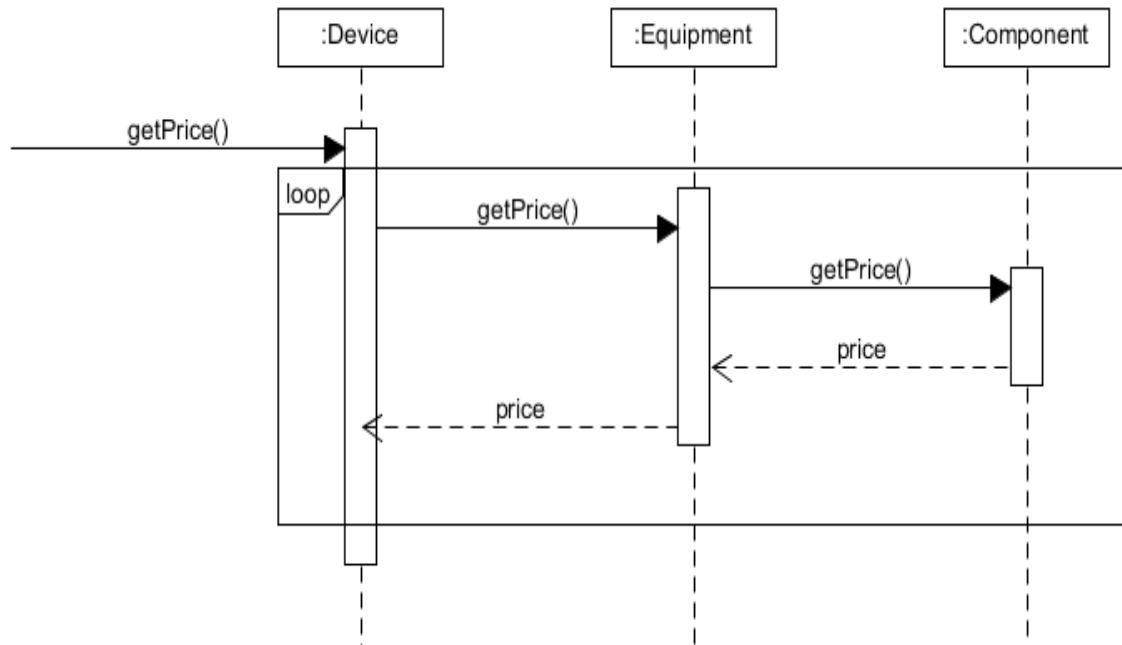 :Device
:Equipment
:Component
getPrice()
loop
getPrice()
getPrice()
price
price